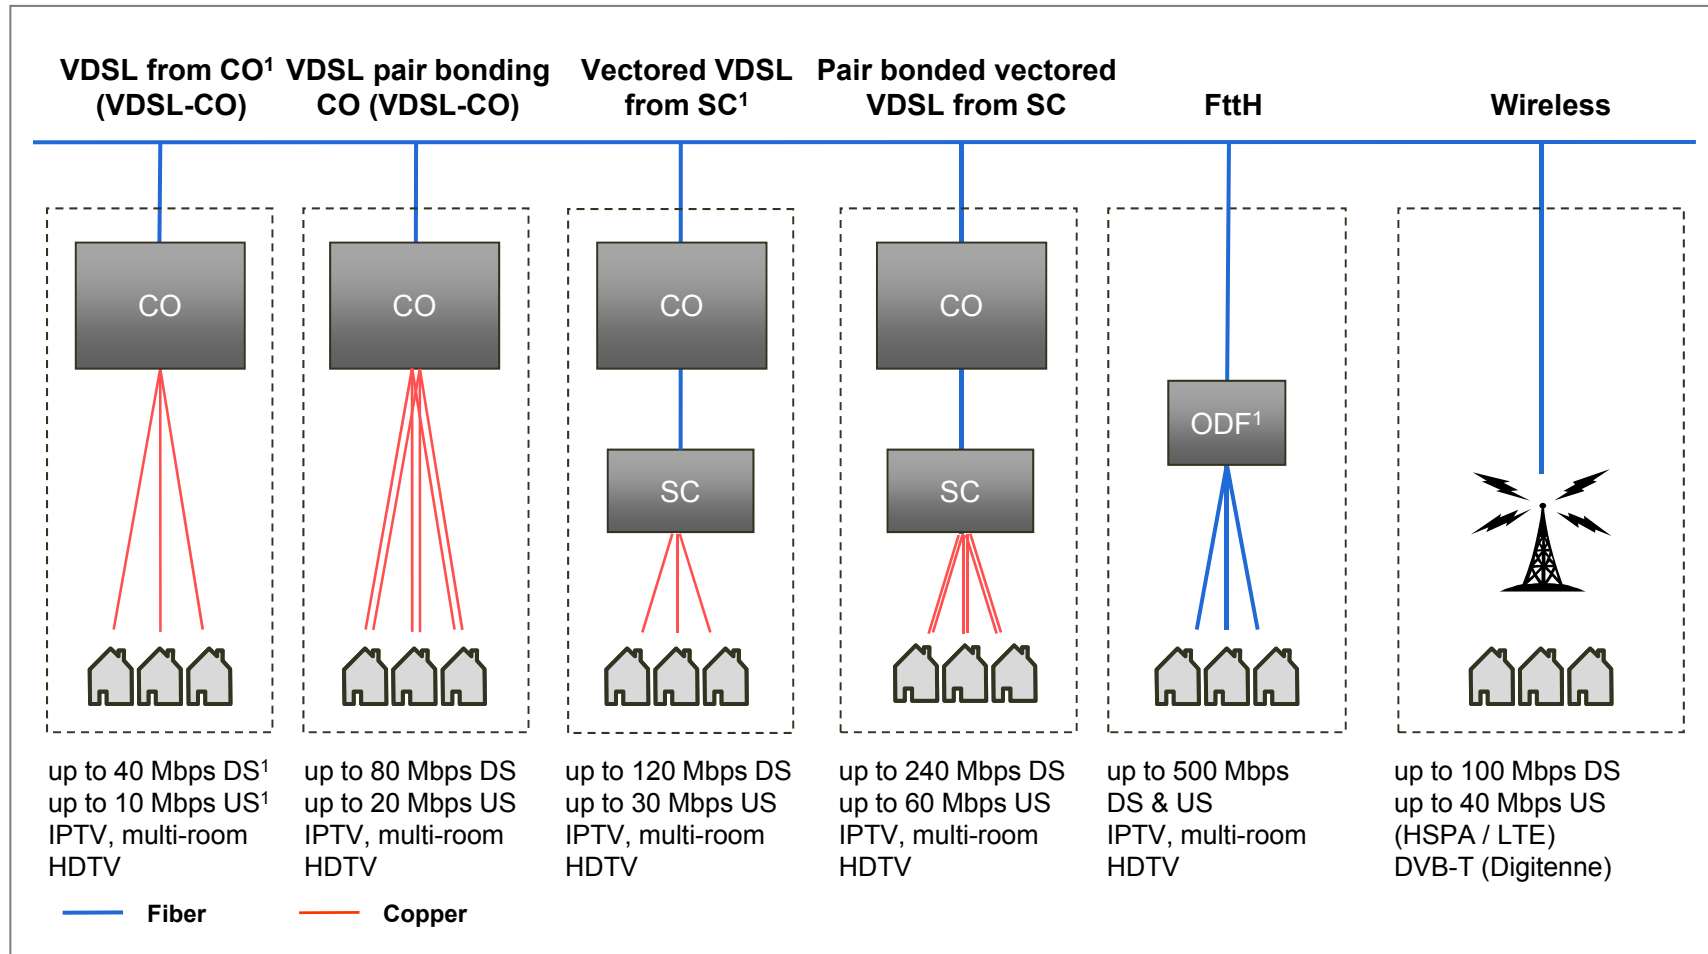 VDSL from CO¹
(VDSL-CO)
VDSL pair bonding
CO (VDSL-CO)
Vectored VDSL
from SC¹
Pair bonded vectored
VDSL from SC
FttH
Wireless
CO
CO
CO
CO
ODF¹
SC
SC
up to 40 Mbps DS¹
up to 10 Mbps US¹
IPTV, multi-room
HDTV
up to 80 Mbps DS
up to 20 Mbps US
IPTV, multi-room
HDTV
up to 120 Mbps DS
up to 30 Mbps US
IPTV, multi-room
HDTV
up to 240 Mbps DS
up to 60 Mbps US
IPTV, multi-room
HDTV
up to 500 Mbps
DS & US
IPTV, multi-room
HDTV
up to 100 Mbps DS
up to 40 Mbps US
(HSPA / LTE)
DVB-T (Digitenne)
Fiber
Copper